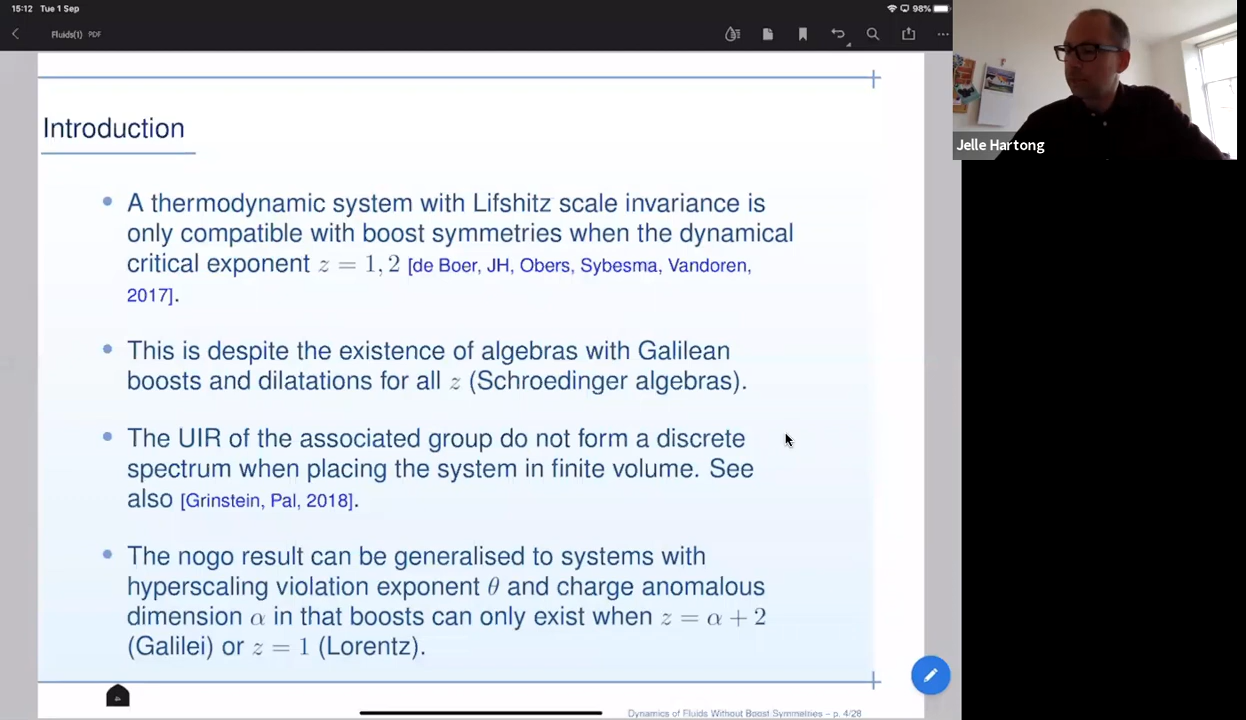 15:12 Tue 1 Sep
98%
Fluids(1) PDF
Jelle Hartong
Introduction
A thermodynamic system with Lifshitz scale invariance is
only compatible with boost symmetries when the dynamical
critical exponent z = 1, 2 [de Boer, JH, Obers, Sybesma, Vandoren,
2017].
This is despite the existence of algebras with Galilean
boosts and dilatations for all z (Schroedinger algebras).
The UIR of the associated group do not form a discrete
spectrum when placing the system in finite volume. See
also [Grinstein, Pal, 2018].
The nogo result can be generalised to systems with
hyperscaling violation exponent θ and charge anomalous
dimension α in that boosts can only exist when z = α + 2
(Galilei) or z = 1 (Lorentz).
Dynamics of Fluids Without Boost Symmetries – p. 4/28